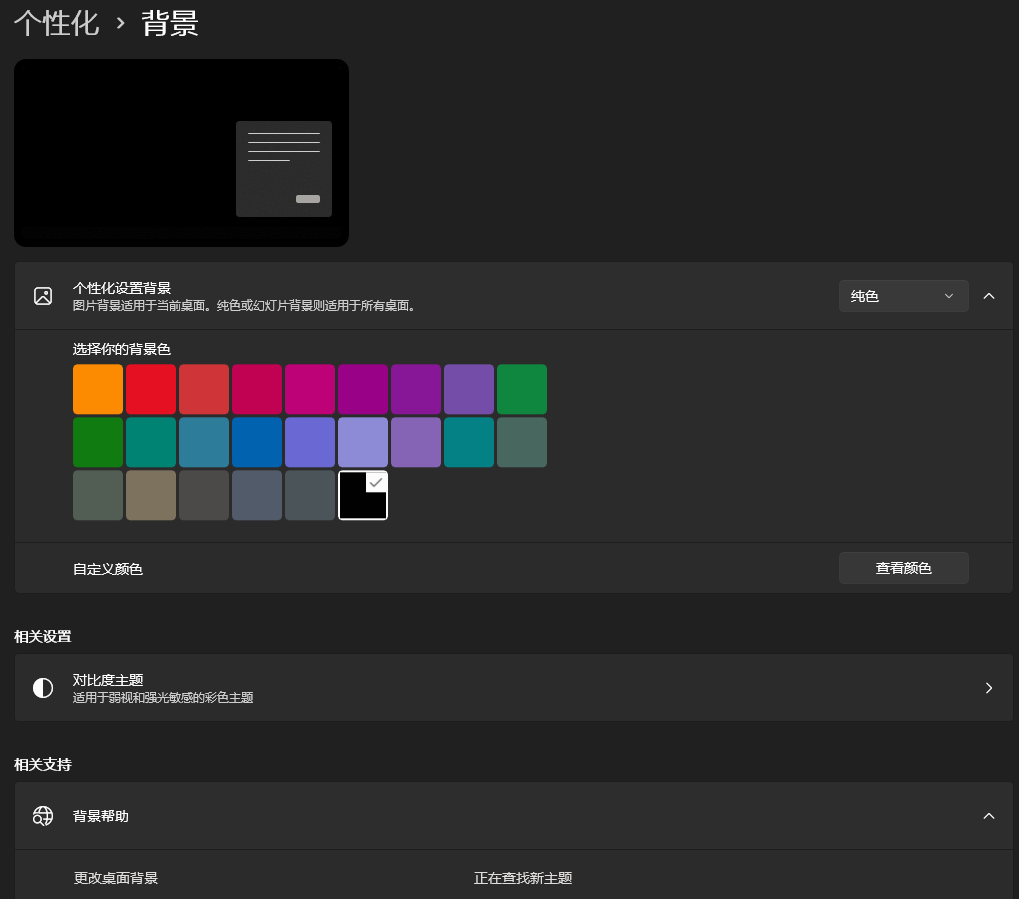 个性化 › 背景
个性化设置背景
图片背景适用于当前桌面。纯色或幻灯片背景则适用于所有桌面。
纯色
选择你的背景色
自定义颜色
查看颜色
相关设置
对比度主题
适用于弱视和强光敏感的彩色主题
相关支持
背景帮助
更改桌面背景
正在查找新主题